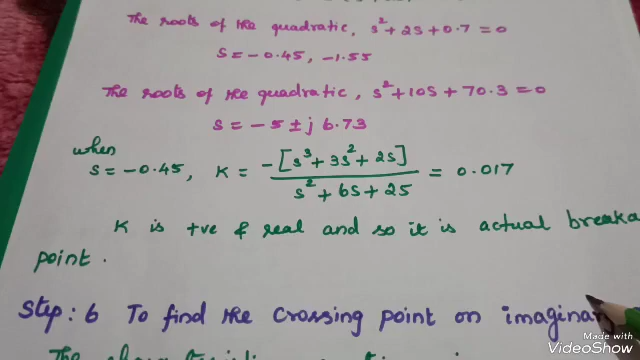 The roots of the quadratic, s²+2s+0.7=0
s=-0.45, -1.55
The roots of the quadratic, s²+10s+70.3=0
s=-5±j6.73
when
s=-0.45, K = -[s³+3s²+2s] / s²+6s+25 = 0.017
K is +ve & real and so it is actual breaka
point.
Step: 6 To find the crossing point on imaginar
Made with
VideoShow